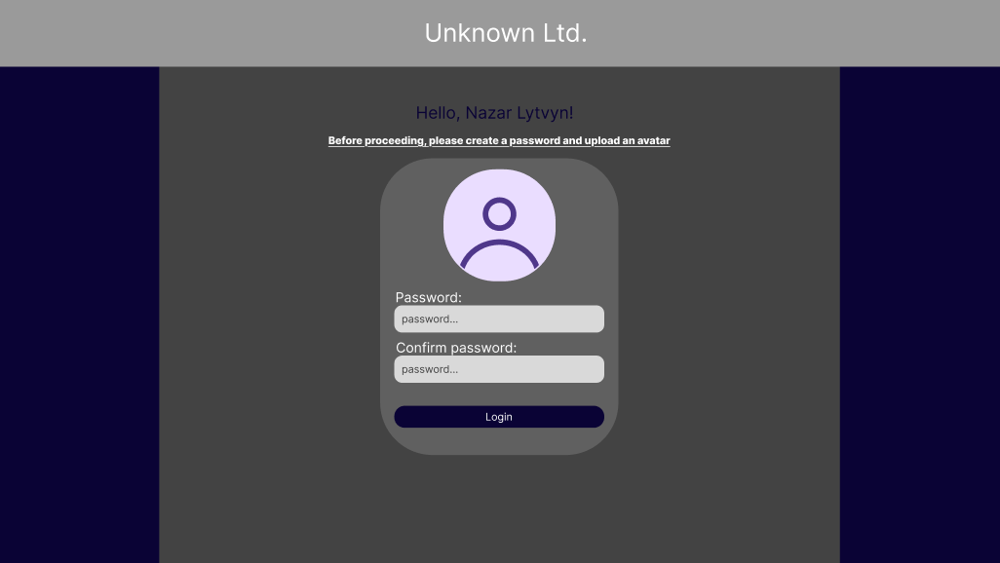 Unknown Ltd.
Hello, Nazar Lytvyn!
Before proceeding, please create a password and upload an avatar
Password:
password...
Confirm password:
password...
Login